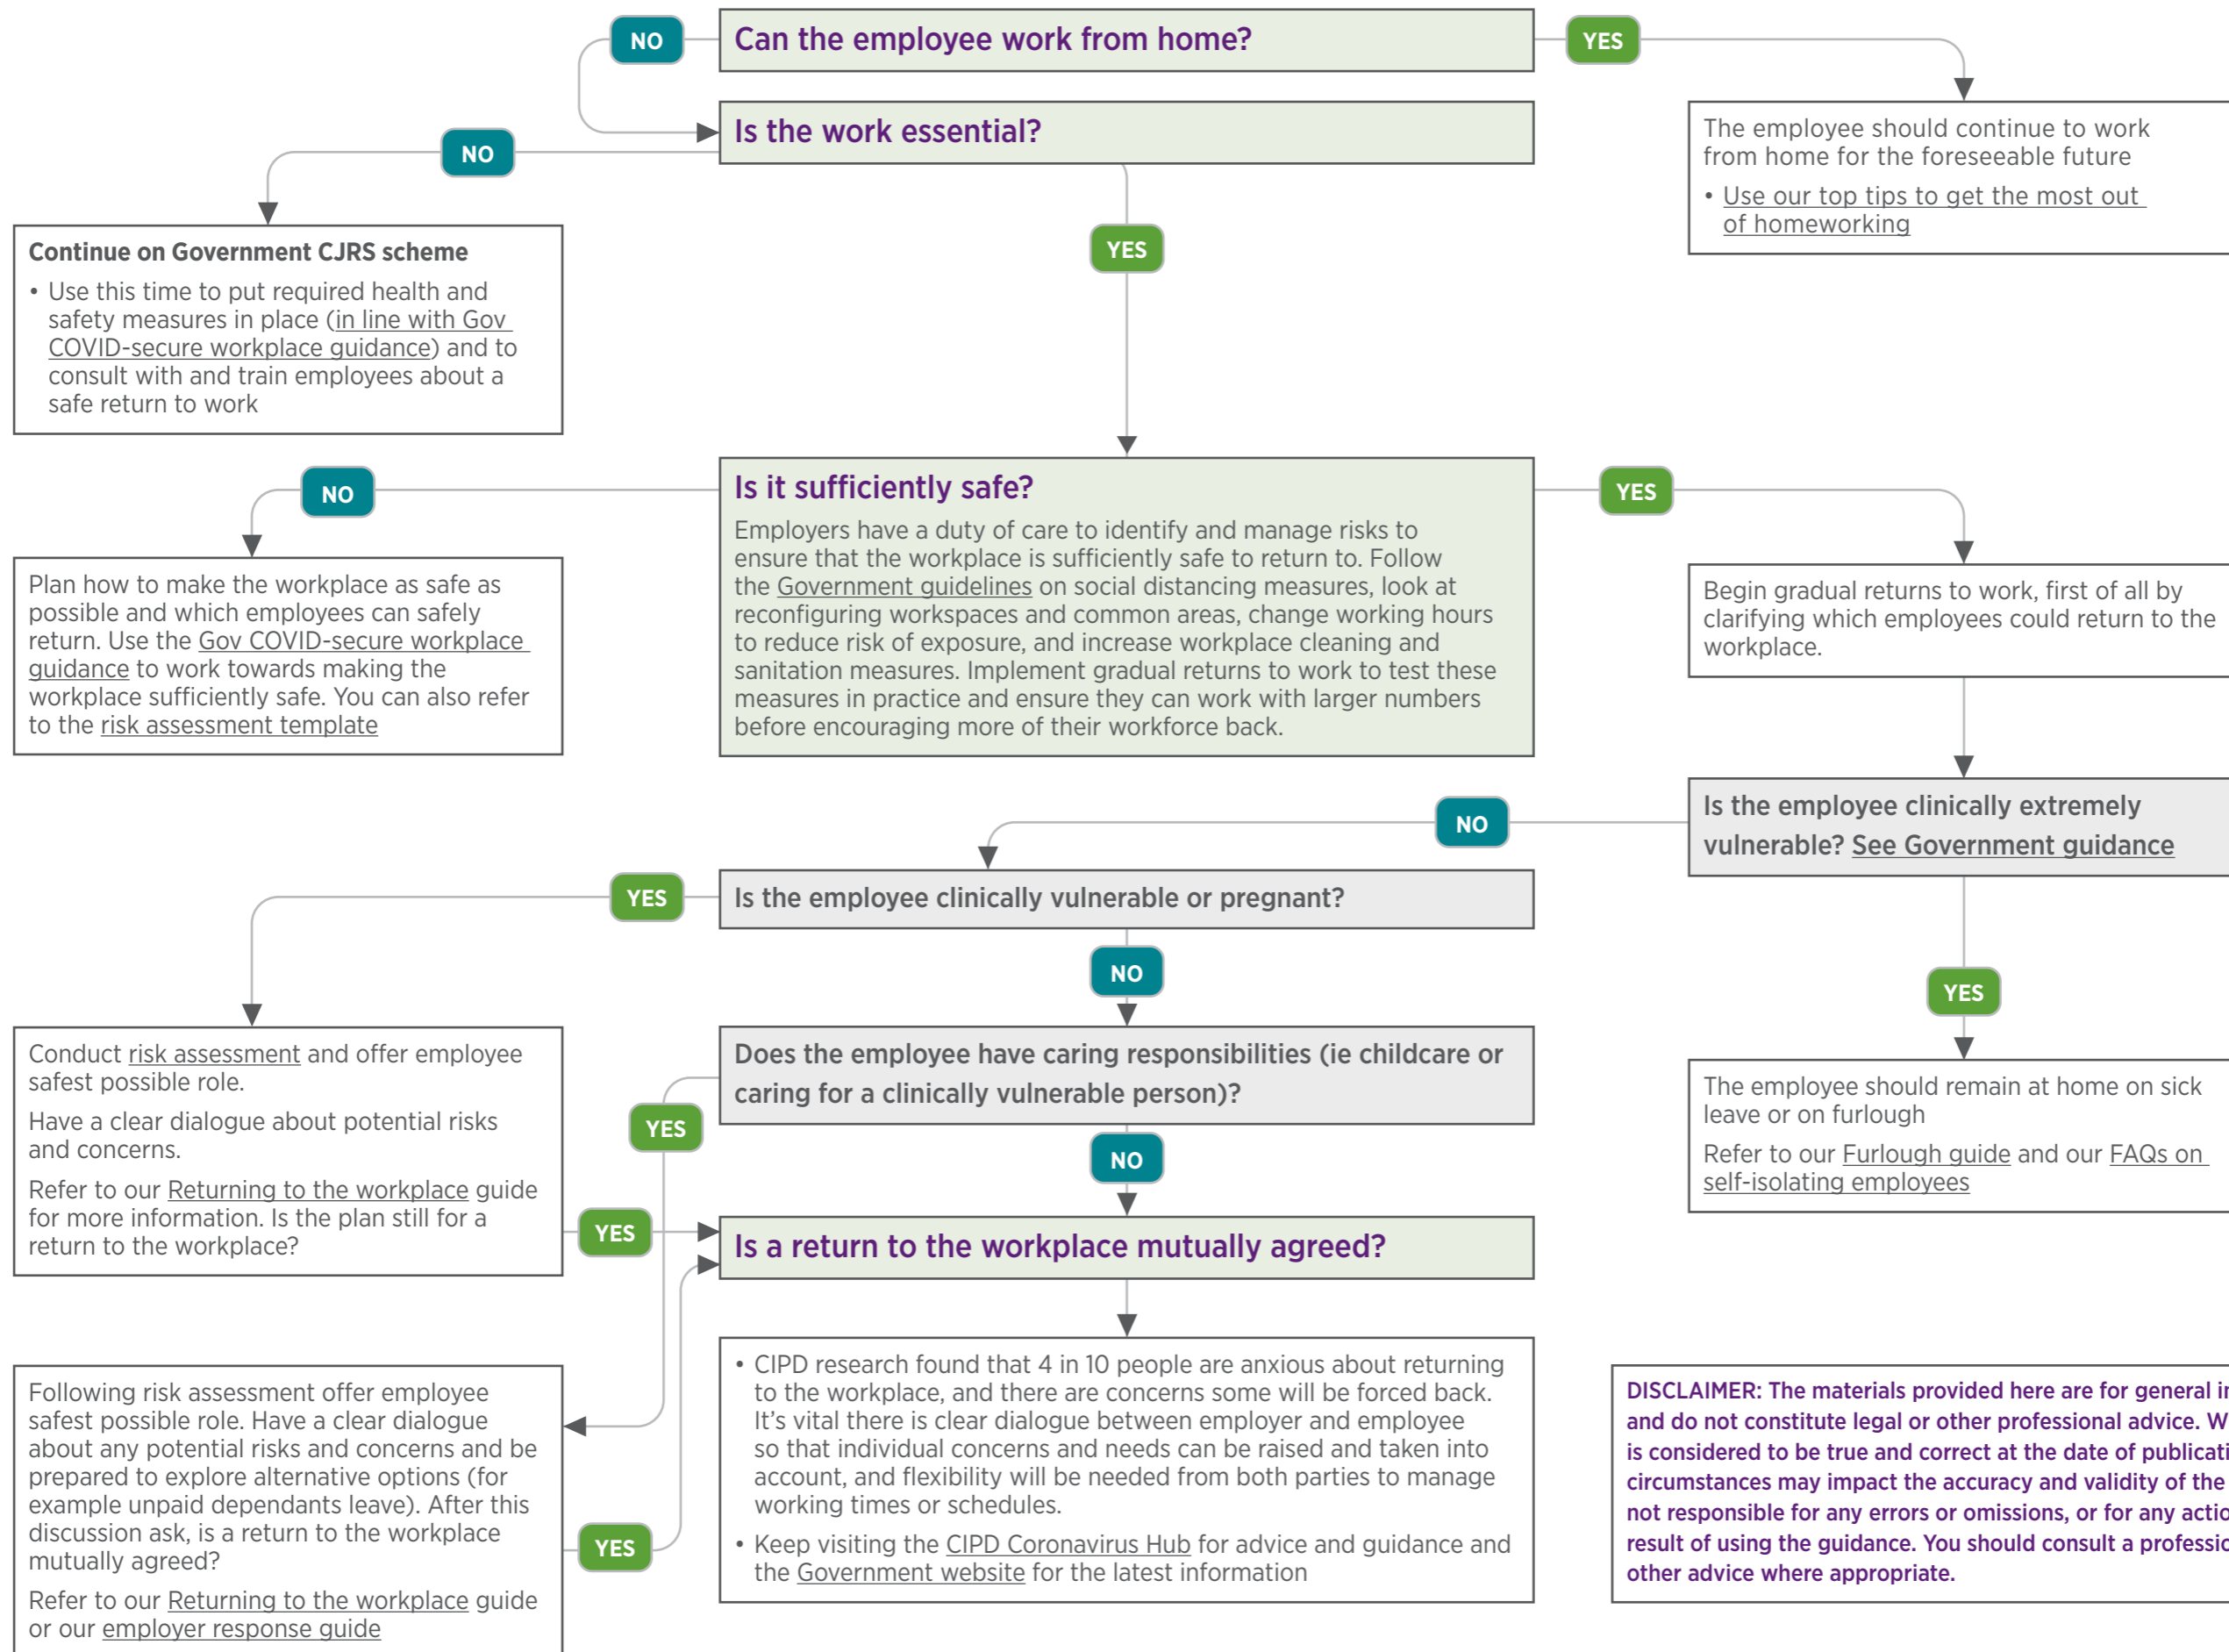 NO
Can the employee work from home?
YES
Is the work essential?
NO
The employee should continue to work
from home for the foreseeable future
• Use our top tips to get the most out
of homeworking
Continue on Government CJRS scheme
• Use this time to put required health and
safety measures in place (in line with Gov
COVID-secure workplace guidance) and to
consult with and train employees about a
safe return to work
YES
NO
Is it sufficiently safe?
Employers have a duty of care to identify and manage risks to
ensure that the workplace is sufficiently safe to return to. Follow
the Government guidelines on social distancing measures, look at
reconfiguring workspaces and common areas, change working hours
to reduce risk of exposure, and increase workplace cleaning and
sanitation measures. Implement gradual returns to work to test these
measures in practice and ensure they can work with larger numbers
before encouraging more of their workforce back.
YES
Plan how to make the workplace as safe as
possible and which employees can safely
return. Use the Gov COVID-secure workplace
guidance to work towards making the
workplace sufficiently safe. You can also refer
to the risk assessment template
Begin gradual returns to work, first of all by
clarifying which employees could return to the
workplace.
Is the employee clinically extremely
vulnerable? See Government guidance
NO
YES
Is the employee clinically vulnerable or pregnant?
NO
YES
Conduct risk assessment and offer employee
safest possible role.
Have a clear dialogue about potential risks
and concerns.
Refer to our Returning to the workplace guide
for more information. Is the plan still for a
return to the workplace?
Does the employee have caring responsibilities (ie childcare or
caring for a clinically vulnerable person)?
YES
NO
The employee should remain at home on sick
leave or on furlough
Refer to our Furlough guide and our FAQs on
self-isolating employees
YES
Is a return to the workplace mutually agreed?
Following risk assessment offer employee
safest possible role. Have a clear dialogue
about any potential risks and concerns and be
prepared to explore alternative options (for
example unpaid dependants leave). After this
discussion ask, is a return to the workplace
mutually agreed?
Refer to our Returning to the workplace guide
or our employer response guide
YES
• CIPD research found that 4 in 10 people are anxious about returning
to the workplace, and there are concerns some will be forced back.
It's vital there is clear dialogue between employer and employee
so that individual concerns and needs can be raised and taken into
account, and flexibility will be needed from both parties to manage
working times or schedules.
• Keep visiting the CIPD Coronavirus Hub for advice and guidance and
the Government website for the latest information
DISCLAIMER: The materials provided here are for general
and do not constitute legal or other professional advice.
is considered to be true and correct at the date of
circumstances may impact the accuracy and validity of the
not responsible for any errors or omissions, or for any
result of using the guidance. You should consult a
other advice where appropriate.